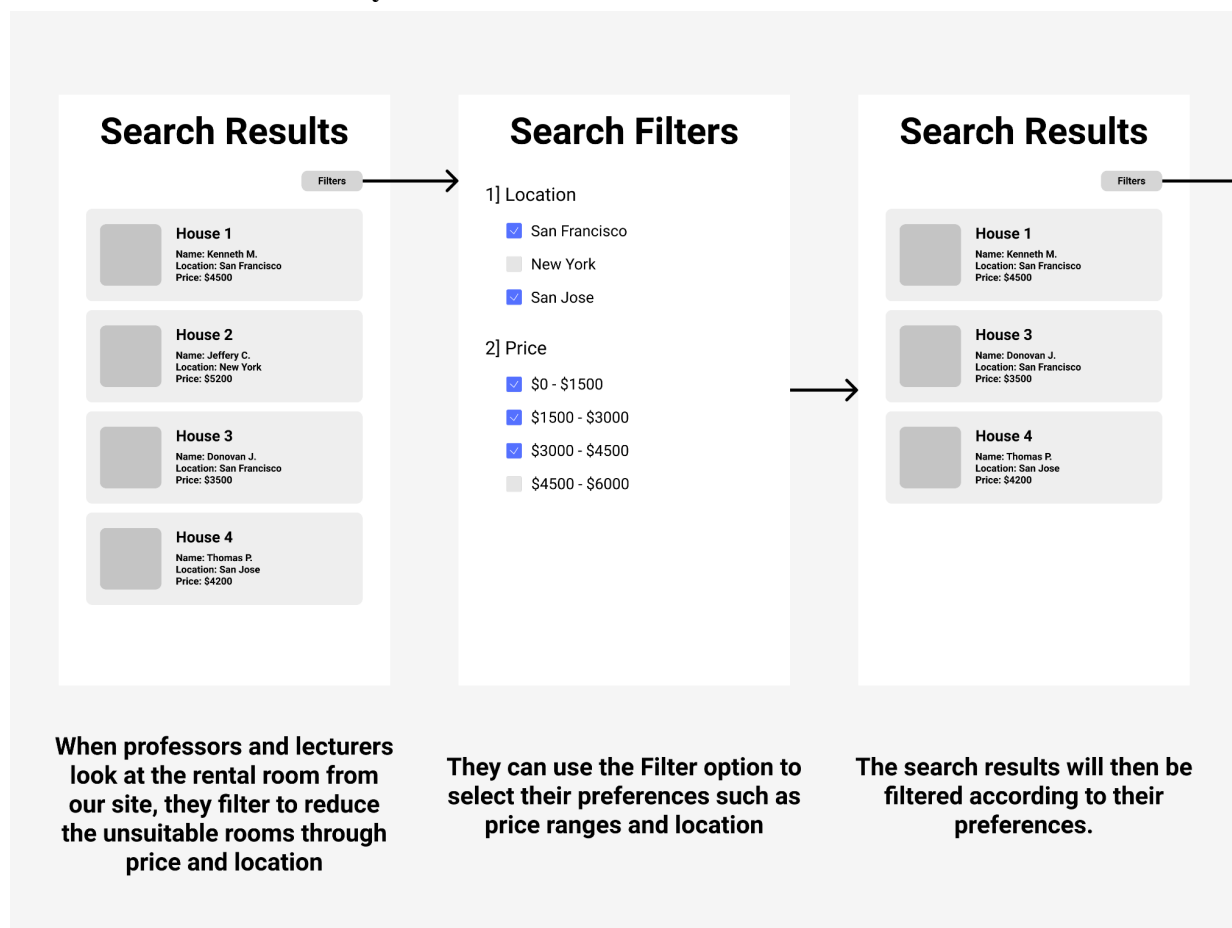 Search Results
Filters
House 1
Name: Kenneth M.
Location: San Francisco
Price: $4500
House 2
Name: Jeffery C.
Location: New York
Price: $5200
House 3
Name: Donovan J.
Location: San Francisco
Price: $3500
House 4
Name: Thomas P.
Location: San Jose
Price: $4200
When professors and lecturers
look at the rental room from
our site, they filter to reduce
the unsuitable rooms through
price and location
Search Filters
1] Location
San Francisco
New York
San Jose
2] Price
$0 - $1500
$1500 - $3000
$3000 - $4500
$4500 - $6000
They can use the Filter option to
select their preferences such as
price ranges and location
Search Results
Filters
House 1
Name: Kenneth M.
Location: San Francisco
Price: $4500
House 3
Name: Donovan J.
Location: San Francisco
Price: $3500
House 4
Name: Thomas P.
Location: San Jose
Price: $4200
The search results will then be
filtered according to their
preferences.